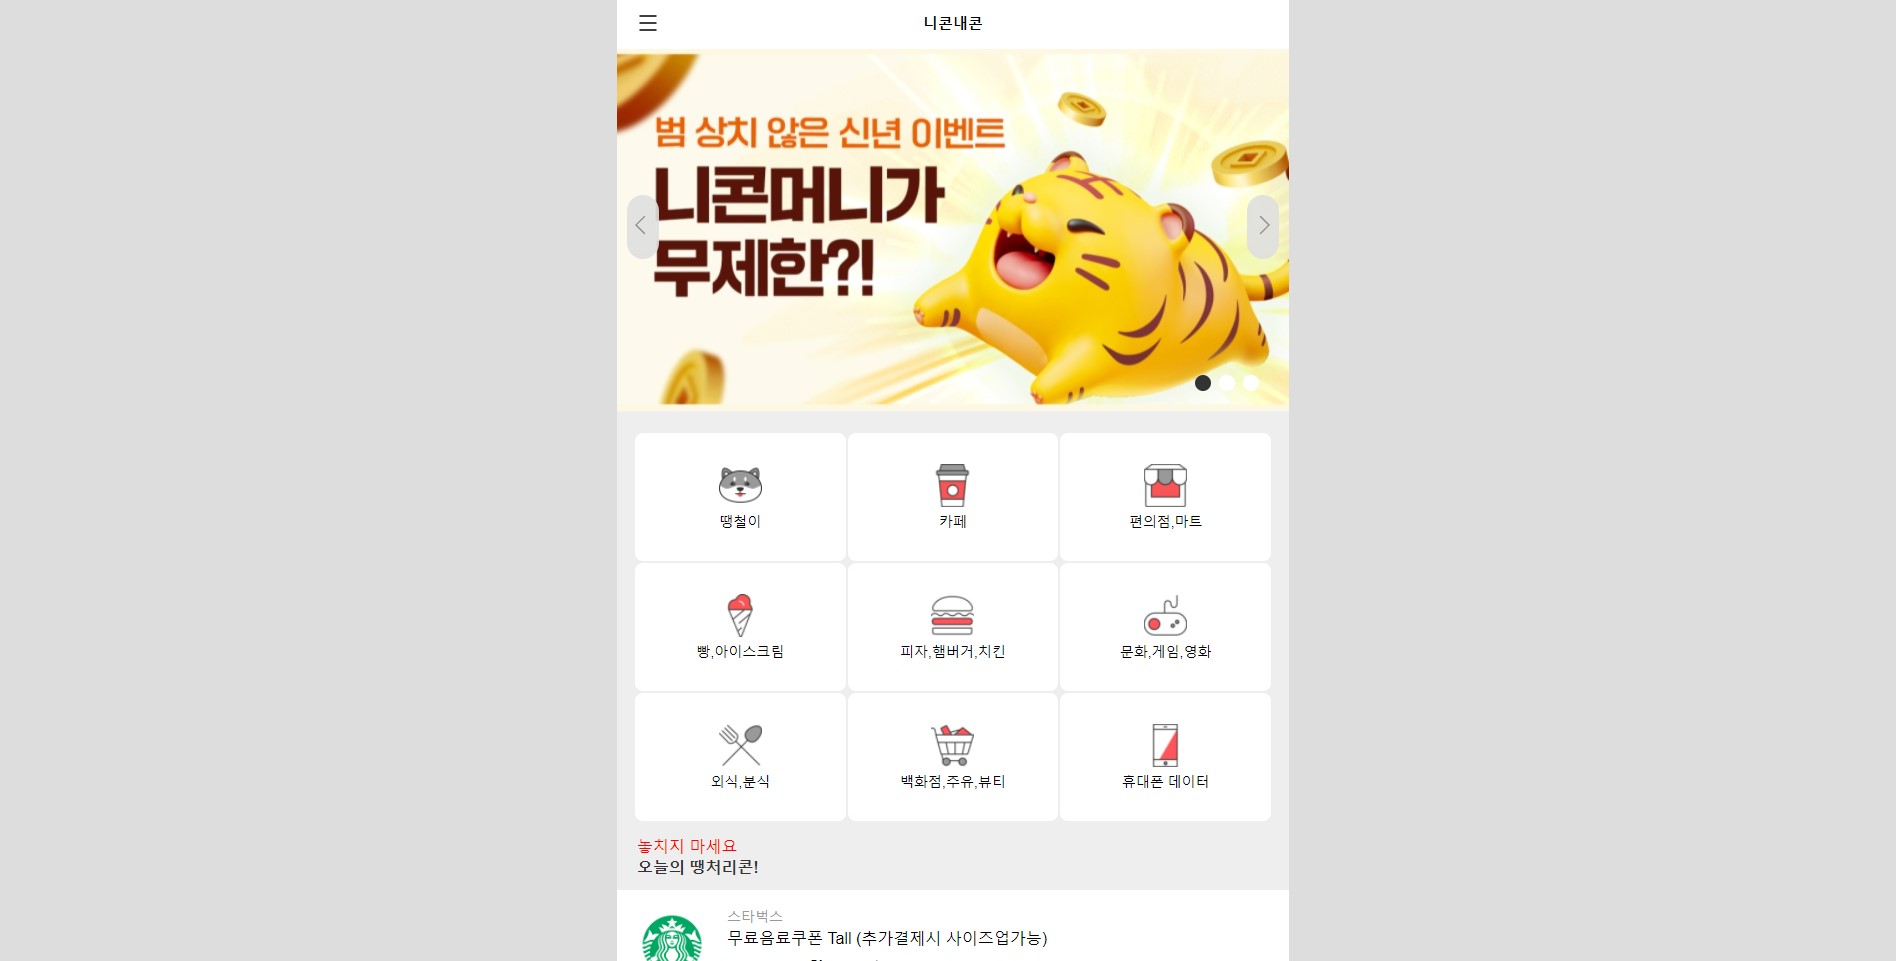 니콘내콘
범 상치 않은 신년 이벤트
니콘머니가
무제한?!
땡철이
카페
편의점,마트
빵,아이스크림
피자,햄버거,치킨
문화,게임,영화
외식,분식
백화점,주유,뷰티
휴대폰 데이터
놓치지 마세요
오늘의 땡처리콘!
스타벅스
무료음료쿠폰 Tall (추가결제시 사이즈업가능)